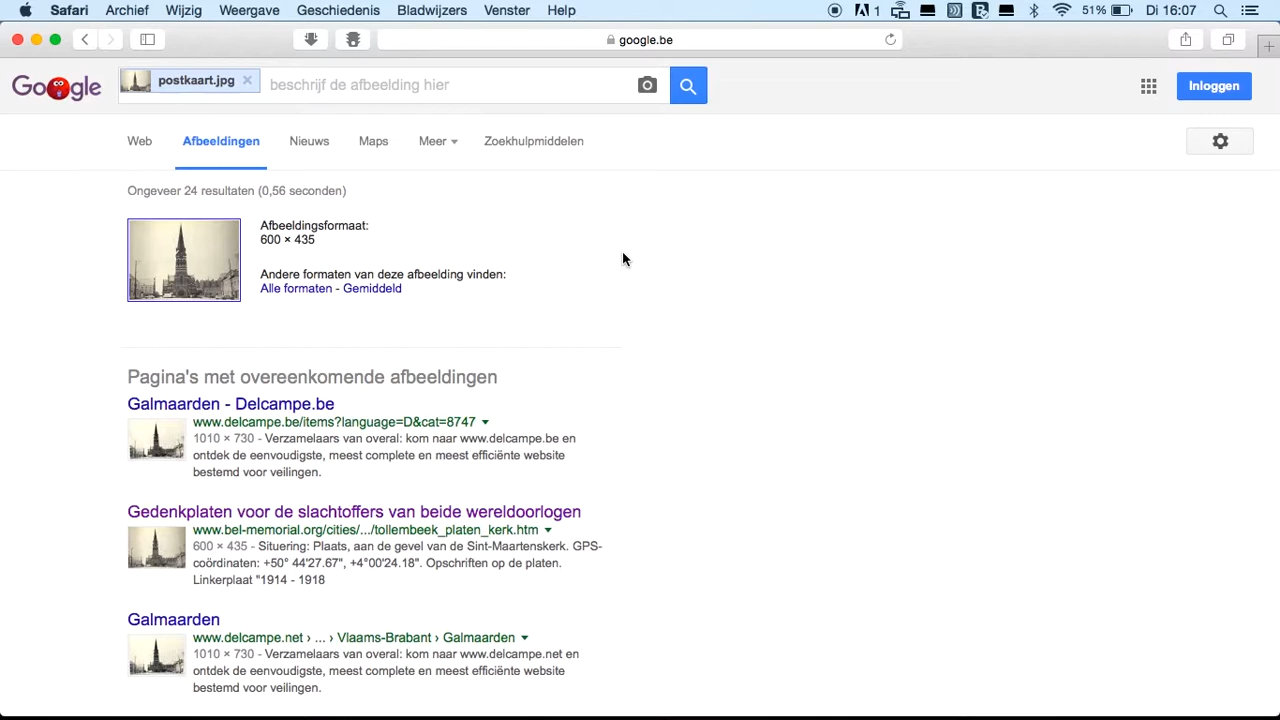 Safari Archief Wijzig Weergave Geschiedenis Bladwijzers Venster Help 1 51% Di 16:07
google.be
Google postkaart.jpg × beschrijf de afbeelding hier Inloggen
Web Afbeeldingen Nieuws Maps Meer Zoekhulpmiddelen
Ongeveer 24 resultaten (0,56 seconden)
Afbeeldingsformaat:
600 × 435
Andere formaten van deze afbeelding vinden:
Alle formaten - Gemiddeld
Pagina's met overeenkomende afbeeldingen
Galmaarden - Delcampe.be
www.delcampe.be/items?language=D&cat=8747
1010 × 730 - Verzamelaars van overal: kom naar www.delcampe.be en
ontdek de eenvoudigste, meest complete en meest efficiënte website
bestemd voor veilingen.
Gedenkplaten voor de slachtoffers van beide wereldoorlogen
www.bel-memorial.org/cities/.../tollembeek_platen_kerk.htm
600 × 435 - Situering: Plaats, aan de gevel van de Sint-Maartenskerk. GPS-
coördinaten: +50° 44'27.67", +4°00'24.18". Opschriften op de platen.
Linkerplaat "1914 - 1918
Galmaarden
www.delcampe.net › ... › Vlaams-Brabant › Galmaarden
1010 × 730 - Verzamelaars van overal: kom naar www.delcampe.net en
ontdek de eenvoudigste, meest complete en meest efficiënte website
bestemd voor veilingen.